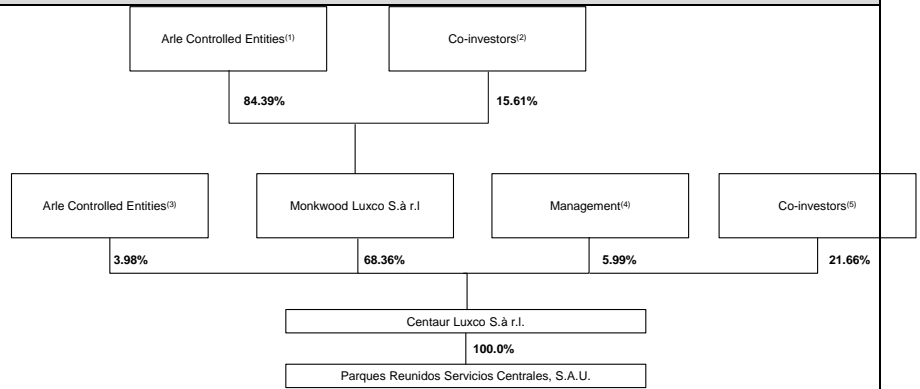 Arle Controlled Entities(1)
Co-investors(2)
84.39%
15.61%
Arle Controlled Entities(3)
Monkwood Luxco S.à r.l
Management(4)
Co-investors(5)
3.98%
68.36%
5.99%
21.66%
Centaur Luxco S.à r.l.
100.0%
Parques Reunidos Servicios Centrales, S.A.U.